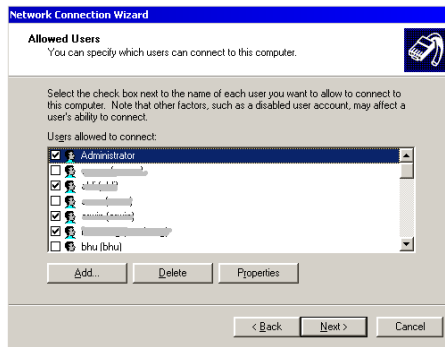 Network Connection Wizard
Allowed Users
You can specify which users can connect to this computer.
Select the check box next to the name of each user you want to allow to connect to
this computer. Note that other factors, such as a disabled user account, may affect a
user's ability to connect.
Users allowed to connect:
Administrator
bhu (bhu)
Add...
Delete
Properties
< Back
Next >
Cancel